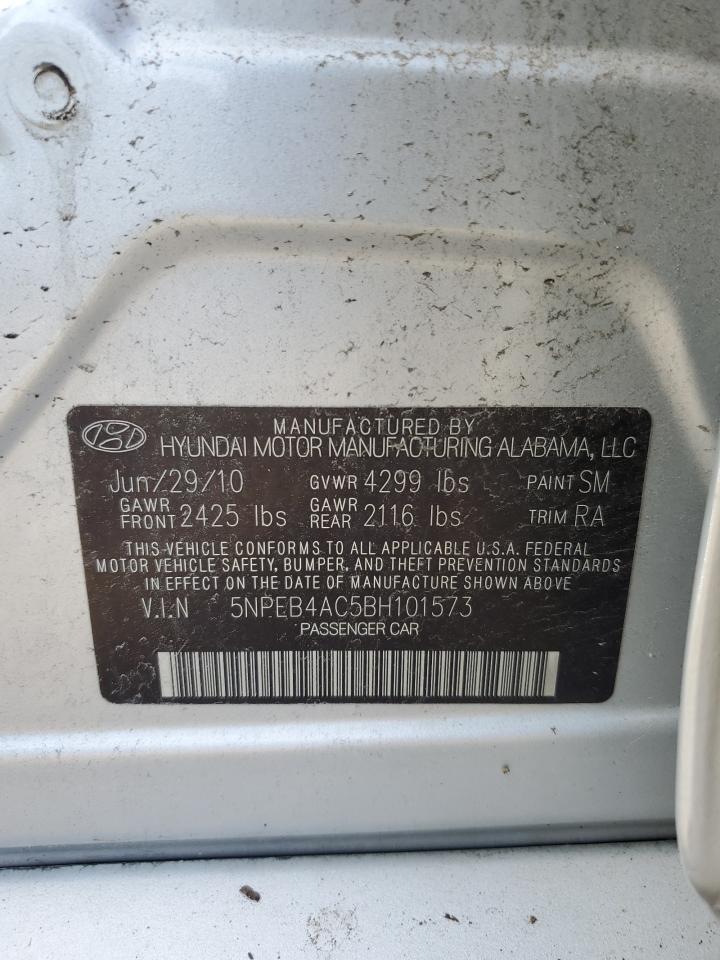 MANUFACTURED BY
HYUNDAI MOTOR MANUFACTURING ALABAMA, LLC
Jun/29/10 GVWR 4299 lbs PAINT SM
GAWR FRONT 2425 lbs GAWR REAR 2116 lbs TRIM RA
THIS VEHICLE CONFORMS TO ALL APPLICABLE U.S.A. FEDERAL
MOTOR VEHICLE SAFETY, BUMPER, AND THEFT PREVENTION STANDARDS
IN EFFECT ON THE DATE OF MANUFACTURE SHOWN ABOVE
V.I.N 5NPEB4AC5BH101573
PASSENGER CAR